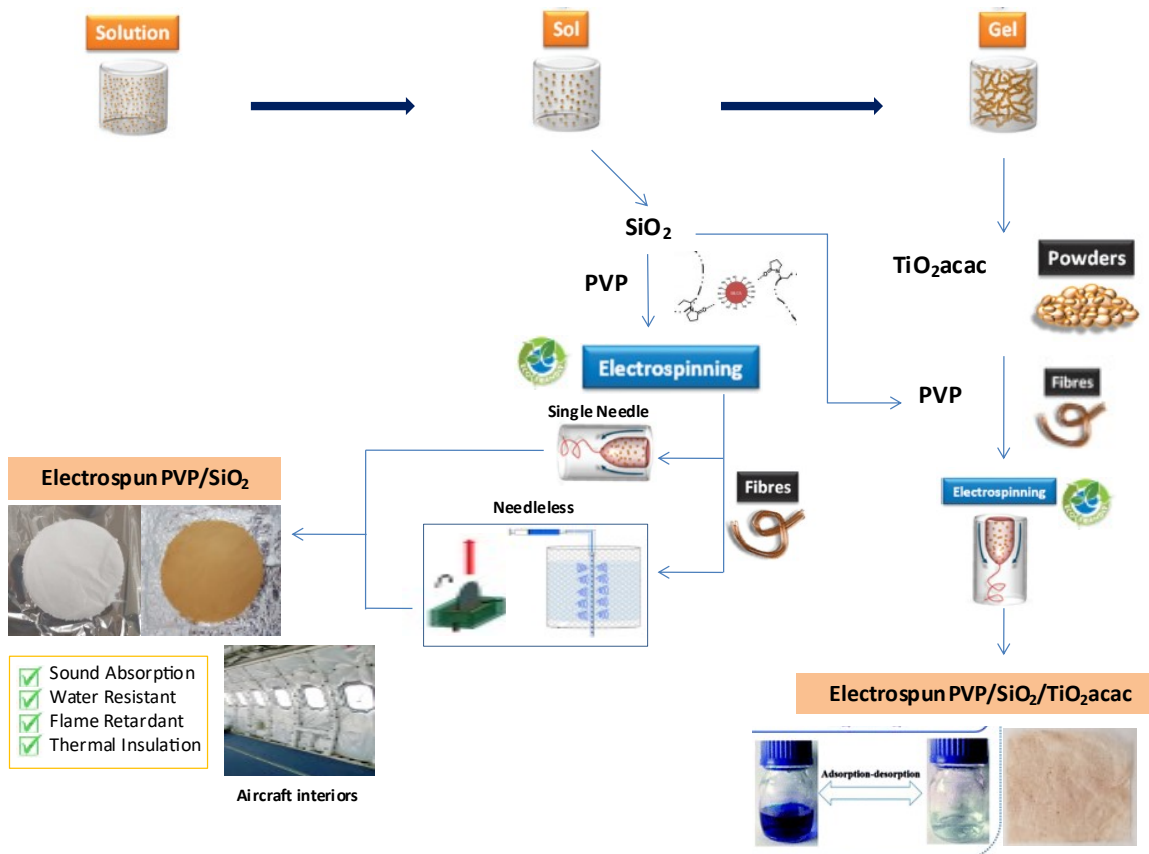 Solution
Sol
Gel
SiO₂
PVP
TiO₂acac
Powders
Electrospinning
Fibres
PVP
Single Needle
Electrospun PVP/SiO₂
Fibres
Electrospinning
Needleless
Sound Absorption
Water Resistant
Flame Retardant
Thermal Insulation
Aircraft interiors
Electrospun PVP/SiO₂/TiO₂acac
Adsorption-desorption